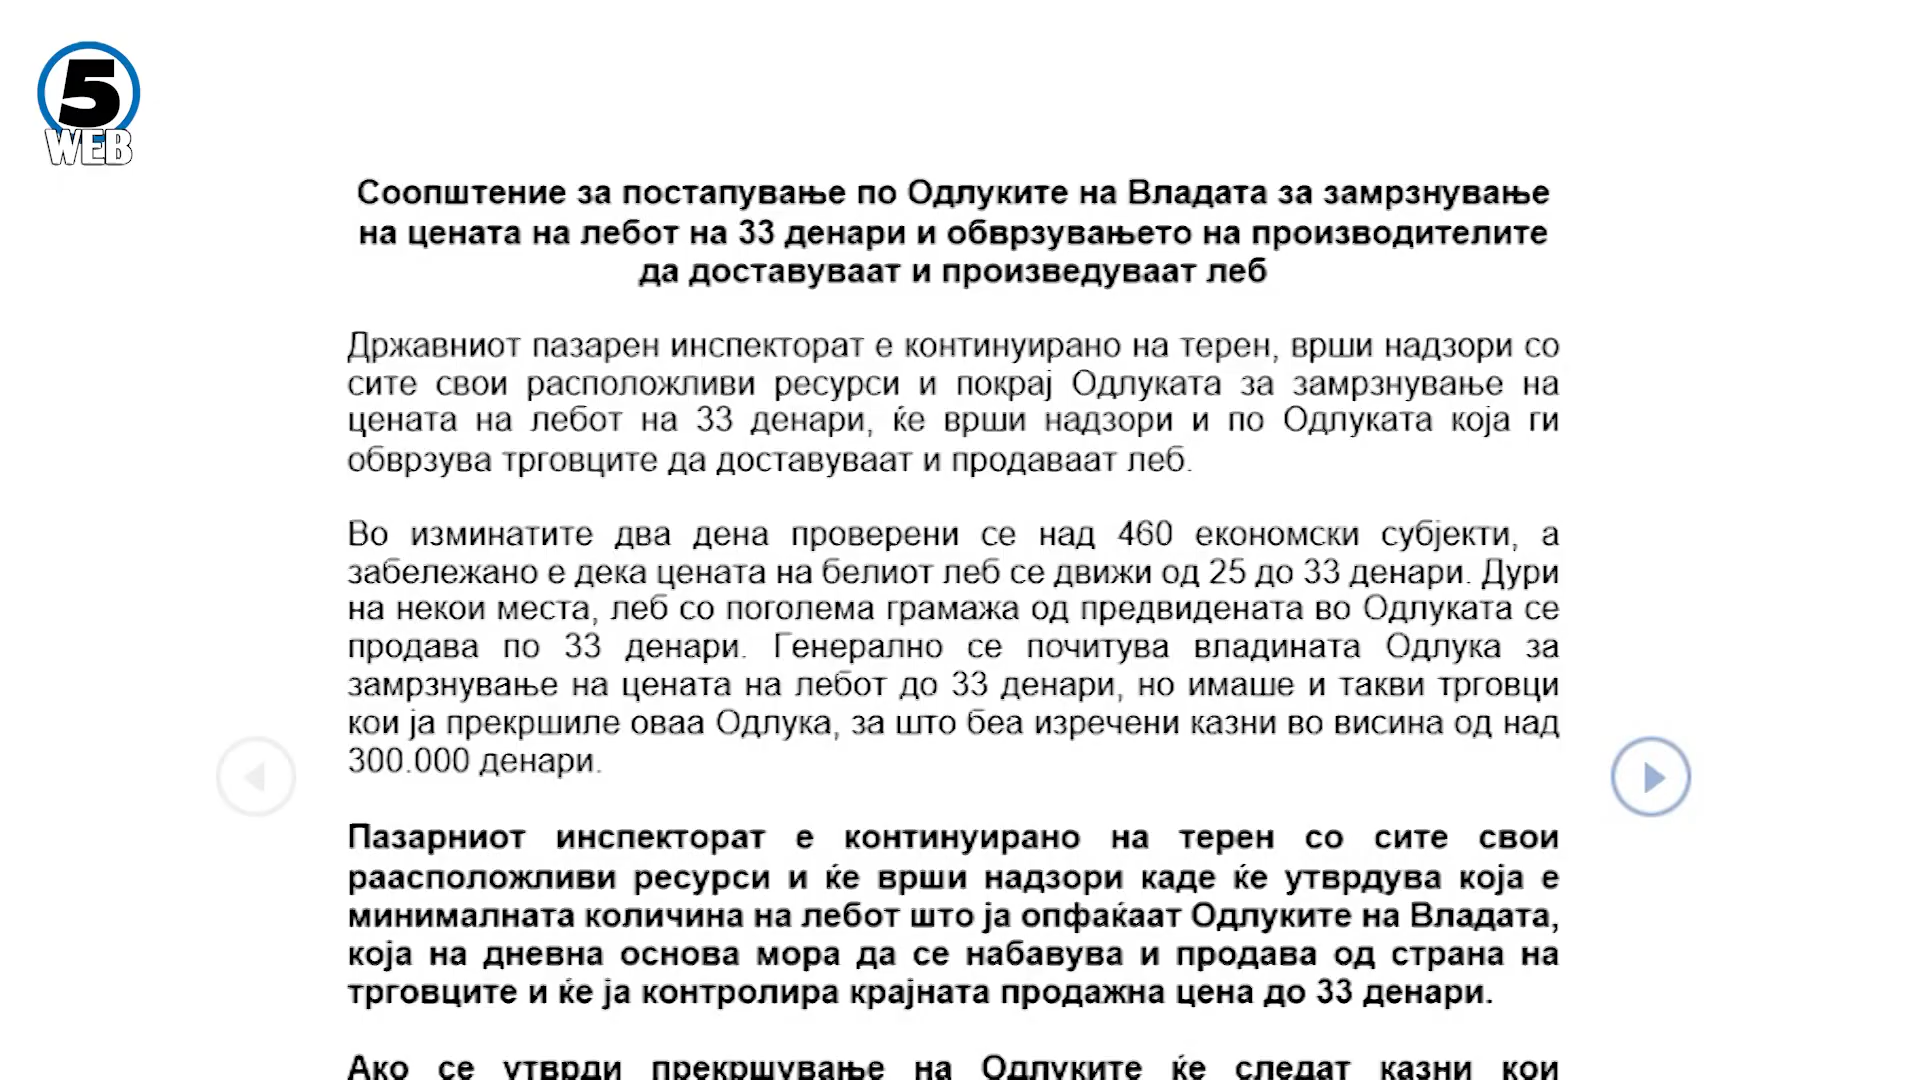 5
WEB
Соопштение за постапување по Одлуките на Владата за замрзнување
на цената на лебот на 33 денари и обврзувањето на производителите
да доставуваат и произведуваат леб
Државниот пазарен инспекторат е континуирано на терен, врши надзори со
сите свои расположливи ресурси и покрај Одлуката за замрзнување на
цената на лебот на 33 денари, ќе врши надзори и по Одлуката која ги
обврзува трговците да доставуваат и продаваат леб.
Во изминатите два дена проверени се над 460 економски субјекти, а
забележано е дека цената на белиот леб се движи од 25 до 33 денари. Дури
на некои места, леб со поголема грамажа од предвидената во Одлуката се
продава по 33 денари. Генерално се почитува владината Одлука за
замрзнување на цената на лебот до 33 денари, но имаше и такви трговци
кои ја прекршиле оваа Одлука, за што беа изречени казни во висина од над
300.000 денари.
Пазарниот инспекторат е континуирано на терен со сите свои
раасположливи ресурси и ќе врши надзори каде ќе утврдува која е
минималната количина на лебот што ја опфаќаат Одлуките на Владата,
која на дневна основа мора да се набавува и продава од страна на
трговците и ќе ја контролира крајната продажна цена до 33 денари.
Ако се утврди прекршување на Одлуките ќе следат казни кои